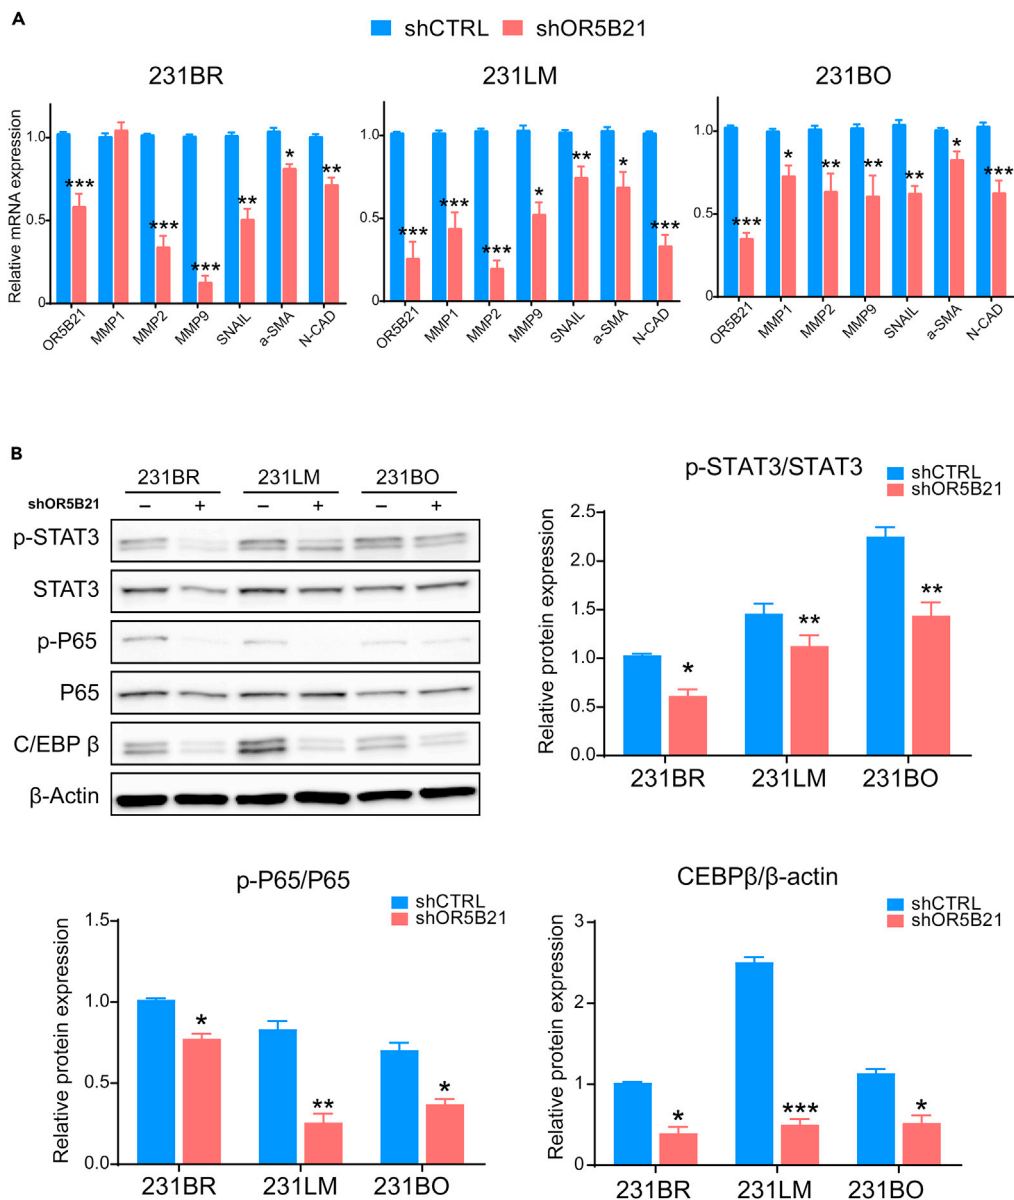 A
shCTRL shOR5B21
231BR 231LM 231BO
Relative mRNA expression
1.0
0.5
0
*** *** *** ** * **
OR5B21 MMP1 MMP2 MMP9 SNAIL a-SMA N-CAD
1.0
0.5
0
*** *** *** * ** * ***
OR5B21 MMP1 MMP2 MMP9 SNAIL a-SMA N-CAD
1.0
0.5
0
*** * ** ** ** * ***
OR5B21 MMP1 MMP2 MMP9 SNAIL a-SMA N-CAD
B
231BR 231LM 231BO
shOR5B21 – + – + – +
p-STAT3
STAT3
p-P65
P65
C/EBP β
β-Actin
p-STAT3/STAT3
shCTRL
shOR5B21
Relative protein expression
2.5
2.0
1.5
1.0
0.5
0.0
* ** **
231BR 231LM 231BO
p-P65/P65
shCTRL
shOR5B21
Relative protein expression
1.5
1.0
0.5
0.0
* ** *
231BR 231LM 231BO
CEBPβ/β-actin
shCTRL
shOR5B21
Relative protein expression
3
2
1
0
* *** *
231BR 231LM 231BO